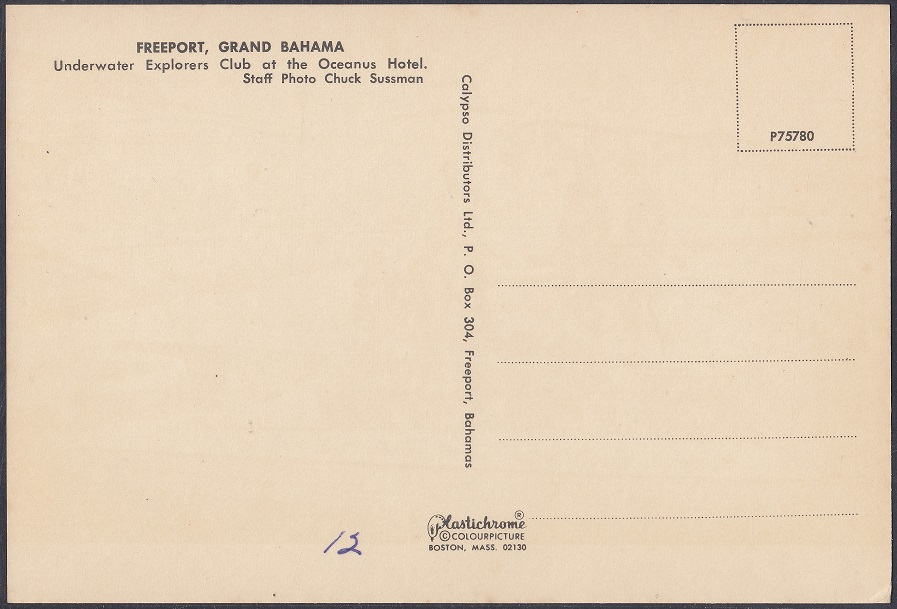 FREEPORT, GRAND BAHAMA
Underwater Explorers Club at the Oceanus Hotel.
Staff Photo Chuck Sussman
Calypso Distributors Ltd., P. O. Box 304, Freeport, Bahamas
P75780
Plastichrome®
©COLOURPICTURE
BOSTON, MASS. 02130
12